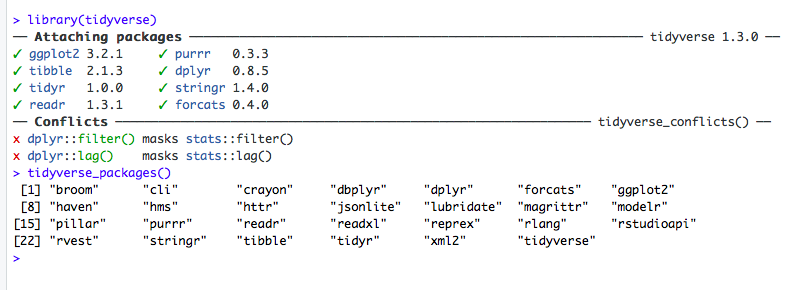 > library(tidyverse)
── Attaching packages ──────────────────────────── tidyverse 1.3.0 ──
✓ ggplot2 3.2.1     ✓ purrr   0.3.3
✓ tibble  2.1.3     ✓ dplyr   0.8.5
✓ tidyr   1.0.0     ✓ stringr 1.4.0
✓ readr   1.3.1     ✓ forcats 0.4.0
── Conflicts ──────────────────────────── tidyverse_conflicts() ──
x dplyr::filter() masks stats::filter()
x dplyr::lag()    masks stats::lag()
> tidyverse_packages()
[1] "broom"      "cli"        "crayon"     "dbplyr"     "dplyr"      "forcats"    "ggplot2"
[8] "haven"      "hms"        "httr"       "jsonlite"   "lubridate"  "magrittr"   "modelr"
[15] "pillar"     "purrr"      "readr"      "readxl"     "reprex"     "rlang"      "rstudioapi"
[22] "rvest"      "stringr"    "tibble"     "tidyr"      "xml2"       "tidyverse"
>